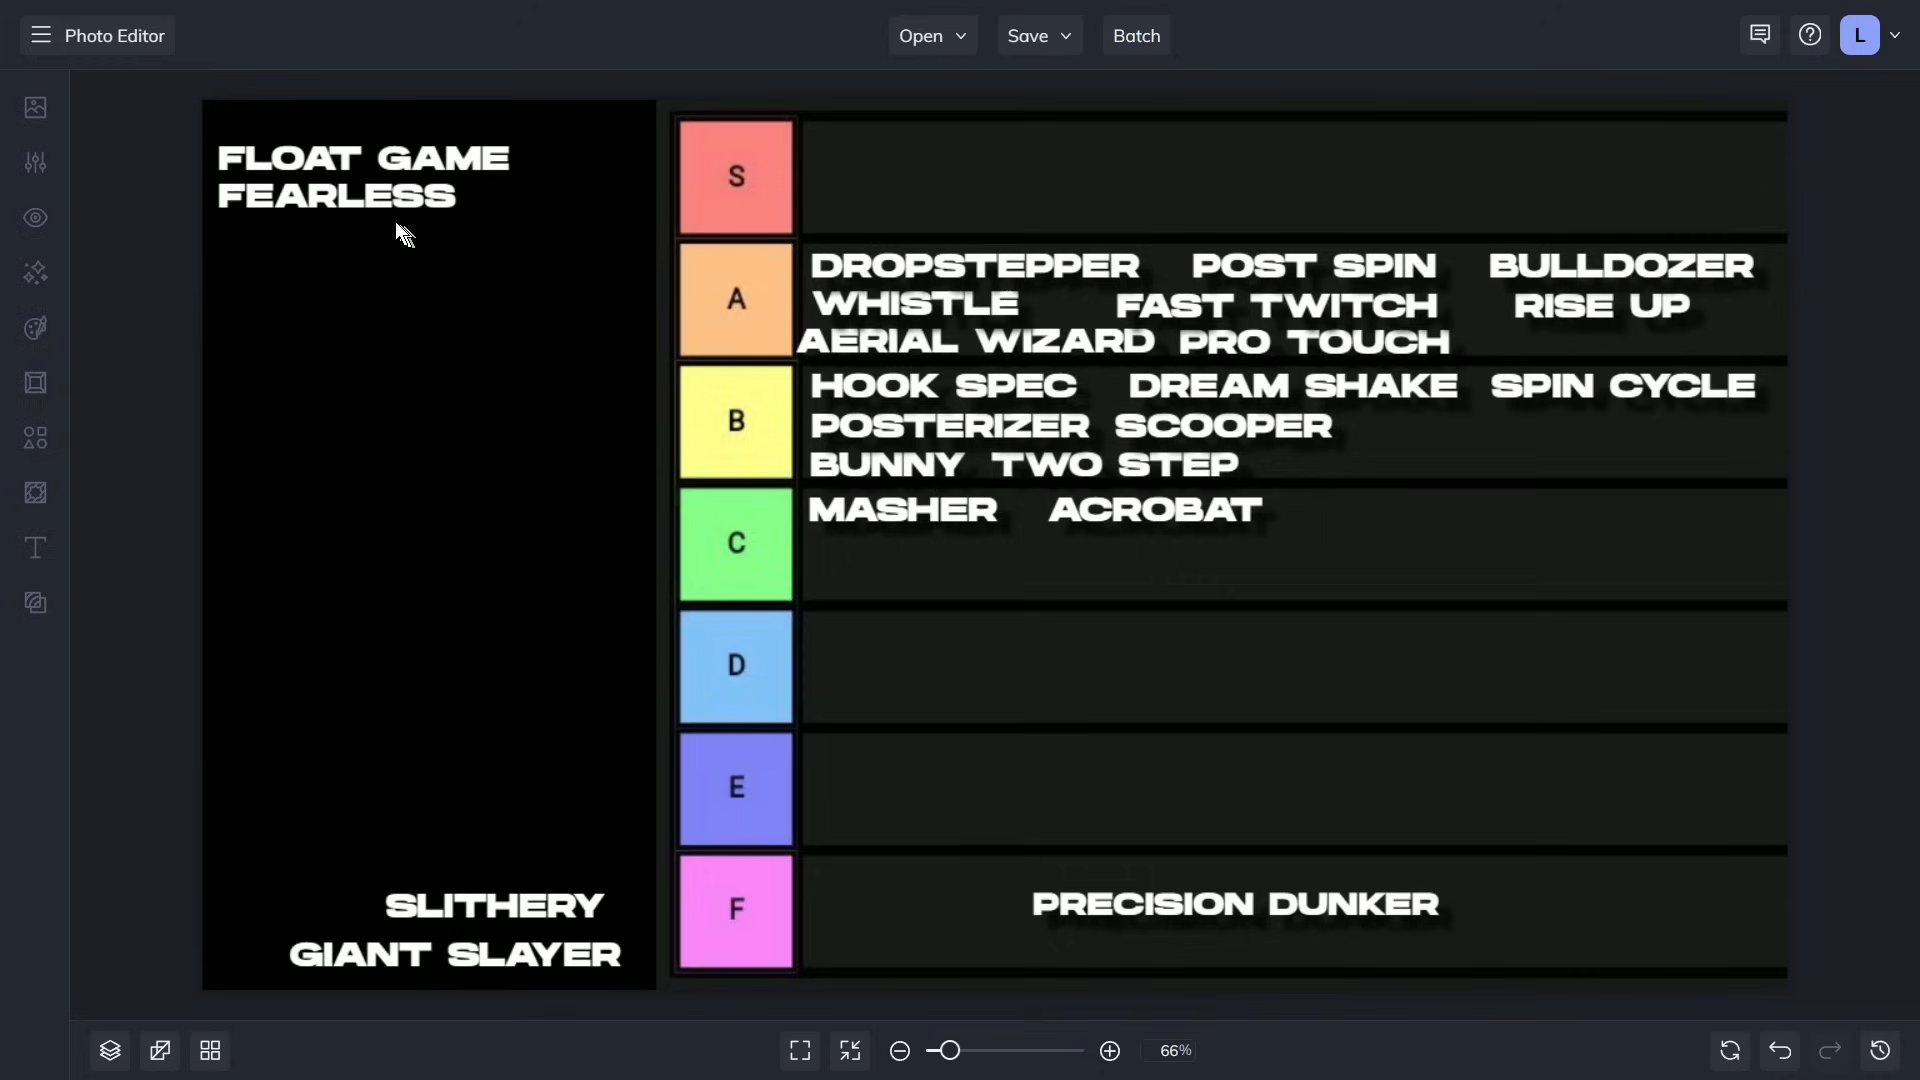 Photo Editor
Open
Save
Batch
L
FLOAT GAME
FEARLESS
SLITHERY
GIANT SLAYER
S
A
DROPSTEPPER POST SPIN BULLDOZER
WHISTLE FAST TWITCH RISE UP
AERIAL WIZARD PRO TOUCH
B
HOOK SPEC DREAM SHAKE SPIN CYCLE
POSTERIZER SCOOPER
BUNNY TWO STEP
C
MASHER ACROBAT
D
E
F
PRECISION DUNKER
66%